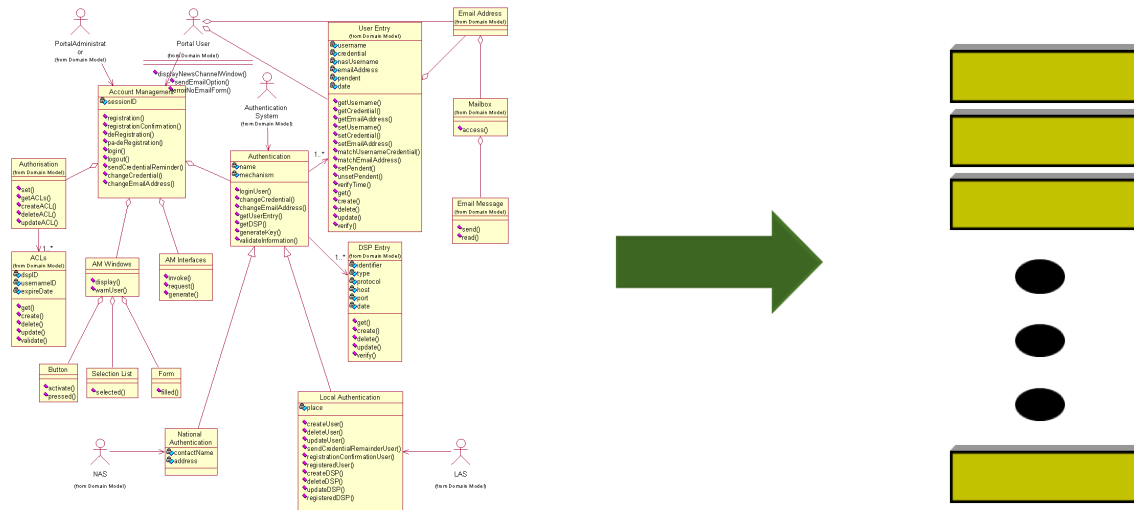 PortalAdministrat
or
(from Domain Model)
Portal User
(from Domain Model)
displayNewsChannelWindow()
sendEmailOption()
errorNoEmailForm()
Account Management
(from Domain Model)
sessionID
registration()
registrationConfirmation()
deRegistration()
pa-deRegistration()
login()
logout()
sendCredentialReminder()
changeCredential()
changeEmailAddress()
Authentication
System
(from Domain Model)
Authentication
name
mechanism
loginUser()
changeCredential()
changeEmailAddress()
getUserEntry()
getDSP()
generateKey()
validateInformation()
1..*
1..*
User Entry
(from Domain Model)
username
credential
nasUsername
emailAddress
pendent
date
getUsername()
getCredential()
getEmailAddress()
setUsername()
setCredential()
setEmailAddress()
matchUsernameCredential()
matchEmailAddress()
setPendent()
unsetPendent()
verifyTime()
get()
create()
delete()
update()
verify()
Email Address
(from Domain Model)
Mailbox
(from Domain Model)
access()
Email Message
(from Domain Model)
send()
read()
Authorisation
(from Domain Model)
set()
getACLs()
createACL()
deleteACL()
updateACL()
1..*
ACLs
(from Domain Model)
dspID
usernameID
expireDate
get()
create()
delete()
update()
validate()
AM Windows
display()
warnUser()
AM Interfaces
invoke()
request()
generate()
DSP Entry
(from Domain Model)
identifier
type
protocol
host
port
date
get()
create()
delete()
update()
verify()
Button
activate()
pressed()
Selection List
selected()
Form
filled()
National
Authentication
contactName
address
Local Authentication
place
createUser()
deleteUser()
updateUser()
sendCredentialRemainderUser()
registrationConfirmationUser()
registeredUser()
createDSP()
deleteDSP()
updateDSP()
registeredDSP()
NAS
(from Domain Model)
LAS
(from Domain Model)